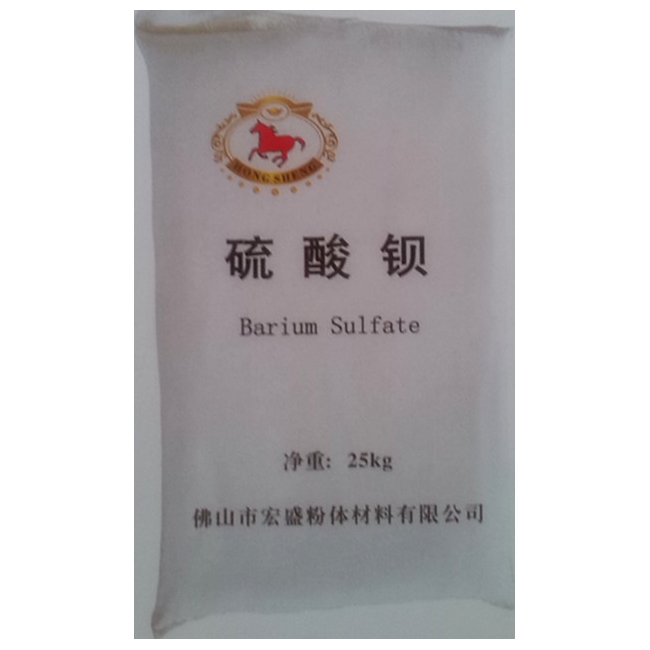 HONG SHENG
硫酸钡
Barium Sulfate
净重: 25kg
佛山市宏盛粉体材料有限公司